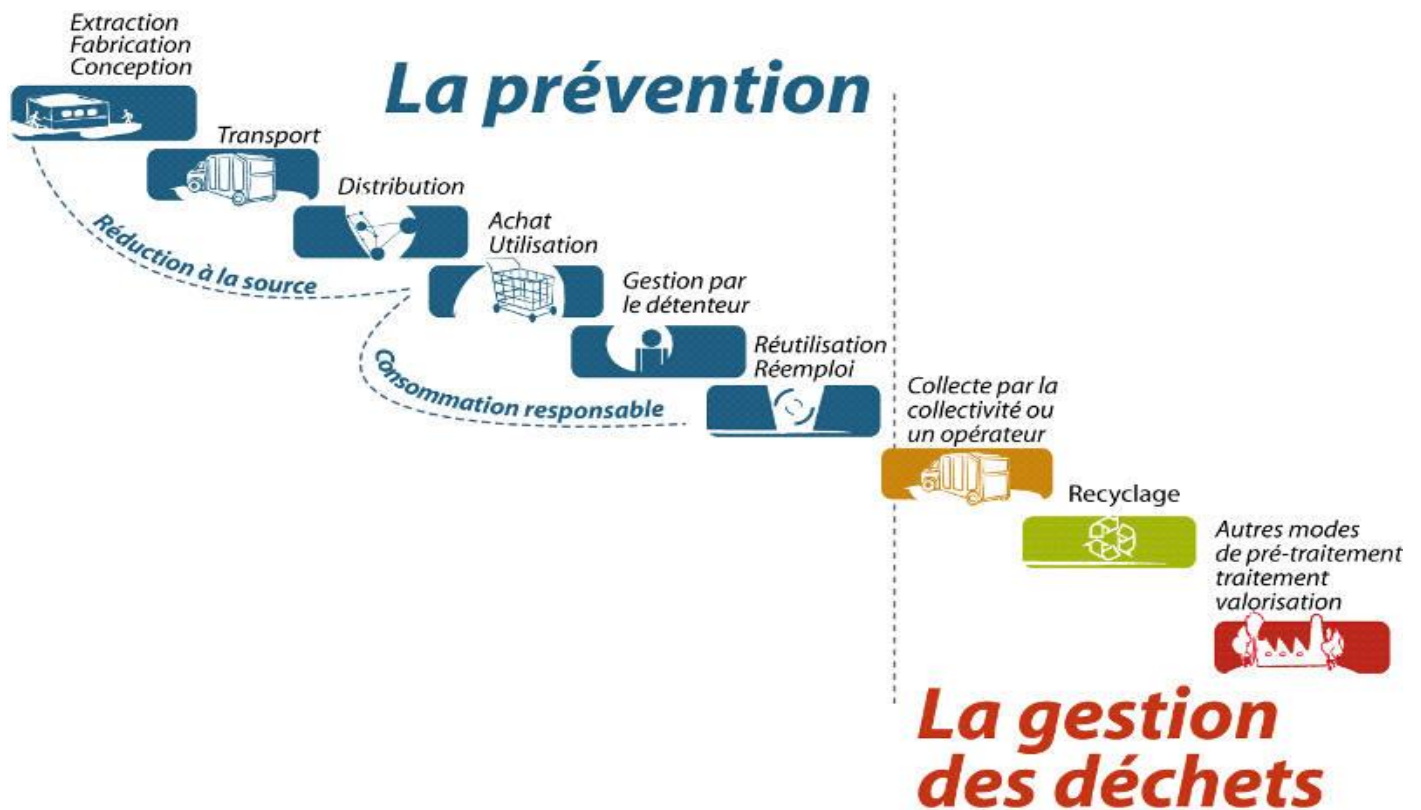 Extraction
Fabrication
Conception
La prévention
Transport
Distribution
Réduction à la source
Achat
Utilisation
Gestion par
le détenteur
Consommation responsable
Réutilisation
Réemploi
Collecte par la
collectivité ou
un opérateur
Recyclage
Autres modes
de pré-traitement
traitement
valorisation
La gestion
des déchets